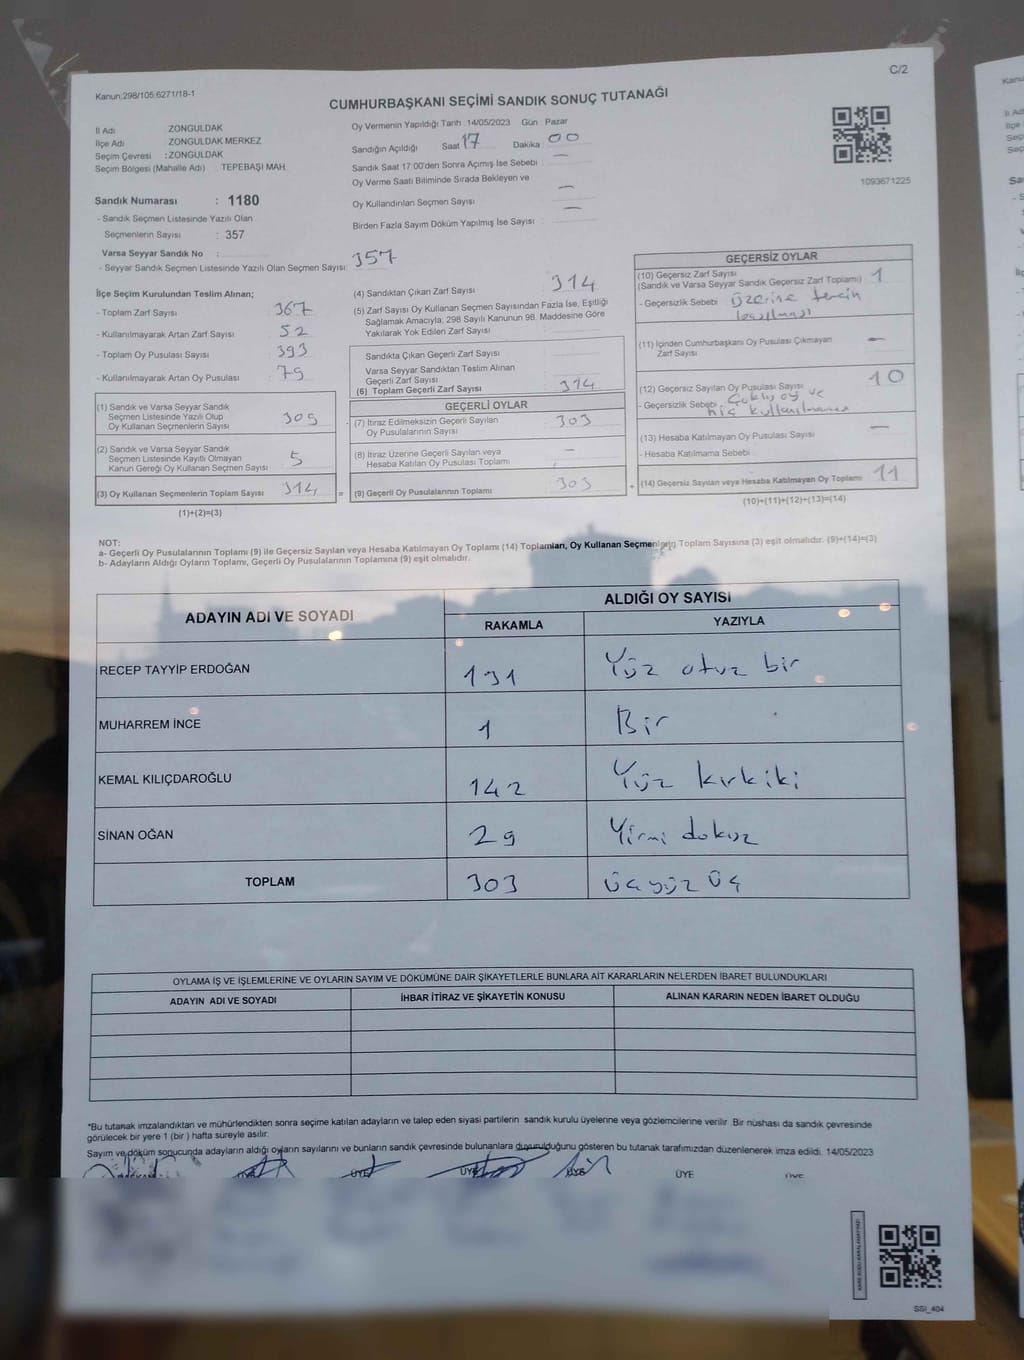 C/2
Kanun:298/105;6271/18-1
CUMHURBAŞKANI SEÇİMİ SANDIK SONUÇ TUTANAĞI
İl Adı ZONGULDAK
İlçe Adı ZONGULDAK MERKEZ
Seçim Çevresi :ZONGULDAK
Seçim Bölgesi (Mahalle Adı) : TEPEBAŞI MAH.
Sandık Numarası : 1180
- Sandık Seçmen Listesinde Yazılı Olan
Seçmenlerin Sayısı : 357
Varsa Seyyar Sandık No :
- Seyyar Sandık Seçmen Listesinde Yazılı Olan Seçmen Sayısı: 357
Oy Vermenin Yapıldığı Tarih 14/05/2023 Gün Pazar
Sandığın Açıldığı Saat 17 Dakika : 00
Sandık Saat 17:00'den Sonra Açımış İse Sebebi : —
Oy Verme Saati Bitiminde Sırada Bekleyen ve
Oy Kullandırılan Seçmen Sayısı —
Birden Fazla Sayım Döküm Yapılmış İse Sayısı : —
1093671225
İlçe Seçim Kurulundan Teslim Alınan;
- Toplam Zarf Sayısı : 367
- Kullanılmayarak Artan Zarf Sayısı : 52
- Toplam Oy Pusulası Sayısı : 393
- Kullanılmayarak Artan Oy Pusulası : 79
(1) Sandık ve Varsa Seyyar Sandık
Seçmen Listesinde Yazılı Olup
Oy Kullanan Seçmenlerin Sayısı : 309
(2) Sandık ve Varsa Seyyar Sandık
Seçmen Listesinde Kayıtlı Olmayan
Kanun Gereği Oy Kullanan Seçmen Sayısı : 5
(3) Oy Kullanan Seçmenlerin Toplam Sayısı : 314
(1)+(2)=(3)
(4) Sandıktan Çıkan Zarf Sayısı : 314
(5) Zarf Sayısı Oy Kullanan Seçmen Sayısından Fazla İse, Eşitliği
Sağlamak Amacıyla; 298 Sayılı Kanunun 98. Maddesine Göre
Yakılarak Yok Edilen Zarf Sayısı :
Sandıkta Çıkan Geçerli Zarf Sayısı
Varsa Seyyar Sandıktan Teslim Alınan
Geçerli Zarf Sayısı
(6) Toplam Geçerli Zarf Sayısı : 314
GEÇERLİ OYLAR
(7) İtiraz Edilmeksizin Geçerli Sayılan
Oy Pusulalarının Sayısı : 303
(8) İtiraz Üzerine Geçerli Sayılan veya
Hesaba Katılan Oy Pusulası Toplamı : —
= (9) Geçerli Oy Pusulalarının Toplamı : 303 +
GEÇERSİZ OYLAR
(10) Geçersiz Zarf Sayısı
(Sandık ve Varsa Seyyar Sandık Geçersiz Zarf Toplamı) : 1
- Geçersizlik Sebebi : üzerine tercih
yazılması
(11) İçinden Cumhurbaşkanı Oy Pusulası Çıkmayan
Zarf Sayısı : —
(12) Geçersiz Sayılan Oy Pusulası Sayısı : 10
- Geçersizlik Sebebi : Çoklu oy ve
hiç kullanılmaması
(13) Hesaba Katılmayan Oy Pusulası Sayısı : —
- Hesaba Katılmama Sebebi :
(14) Geçersiz Sayılan veya Hesaba Katılmayan Oy Toplamı : 11
(10)+(11)+(12)+(13)=(14)
NOT:
a- Geçerli Oy Pusulalarının Toplamı (9) ile Geçersiz Sayılan veya Hesaba Katılmayan Oy Toplamı (14) Toplamları, Oy Kullanan Seçmenlerin Toplam Sayısına (3) eşit olmalıdır. (9)+(14)=(3)
b- Adayların Aldığı Oyların Toplamı, Geçerli Oy Pusulalarının Toplamına (9) eşit olmalıdır.
ADAYIN ADI VE SOYADI ALDIĞI OY SAYISI
RAKAMLA YAZIYLA
RECEP TAYYİP ERDOĞAN 131 Yüz otuz bir
MUHARREM İNCE 1 Bir
KEMAL KILIÇDAROĞLU 142 Yüz kırkiki
SİNAN OĞAN 29 Yirmi dokuz
TOPLAM 303 üçyüz üç
OYLAMA İŞ VE İŞLEMLERİNE VE OYLARIN SAYIM VE DÖKÜMÜNE DAİR ŞİKAYETLERLE BUNLARA AİT KARARLARIN NELERDEN İBARET BULUNDUKLARI
ADAYIN ADI VE SOYADI İHBAR İTİRAZ VE ŞİKAYETİN KONUSU ALINAN KARARIN NEDEN İBARET OLDUĞU
*Bu tutanak imzalandıktan ve mühürlendikten sonra seçime katılan adayların ve talep eden siyasi partilerin sandık kurulu üyelerine veya gözlemcilerine verilir. Bir nüshası da sandık çevresinde
görülecek bir yere 1 (bir ) hafta süreyle asılır.
Sayım ve döküm sonucunda adayların aldığı oyların sayılarını ve bunların sandık çevresinde bulunanlara duyurulduğunu gösteren bu tutanak tarafımızdan düzenlenerek imza edildi. 14/05/2023
ÜYE ÜYE ÜYE ÜYE ÜYE ÜYE
SSI_404